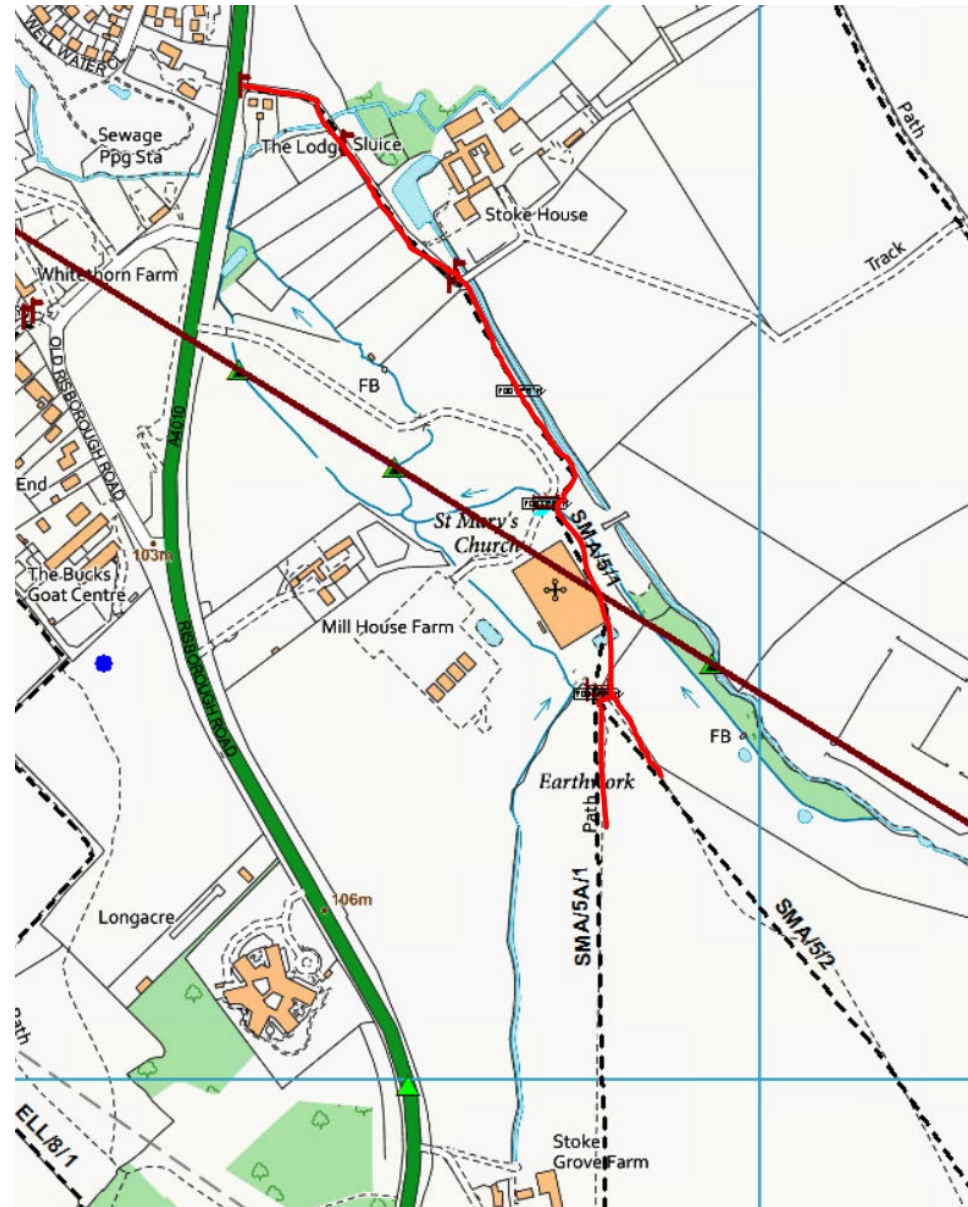 WELL WATER
Path
Sewage
Ppg Sta
The Lodge
Sluice
Stoke House
Track
Whitethorn Farm
OLD RISBOROUGH ROAD
A4010
FB
End
103m
St Mary's
Church
SMA/5/1
The Bucks
Goat Centre
Mill House Farm
RISBOROUGH ROAD
FB
Earthwork
Path
SMA/5A/1
SMA/5/2
106m
Longacre
Path
ELL/8/1
Stoke
Grove Farm